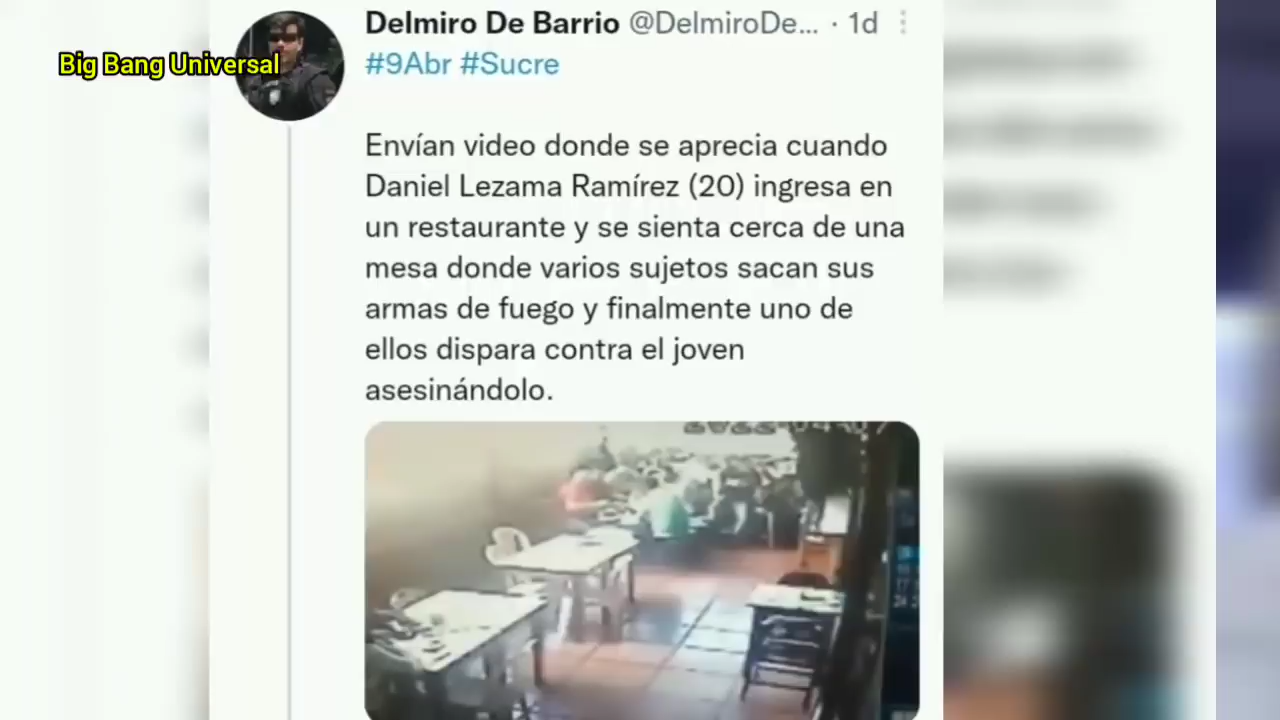 Delmiro De Barrio @DelmiroDe... · 1d
Big Bang Universal
#9Abr #Sucre
Envían video donde se aprecia cuando
Daniel Lezama Ramírez (20) ingresa en
un restaurante y se sienta cerca de una
mesa donde varios sujetos sacan sus
armas de fuego y finalmente uno de
ellos dispara contra el joven
asesinándolo.